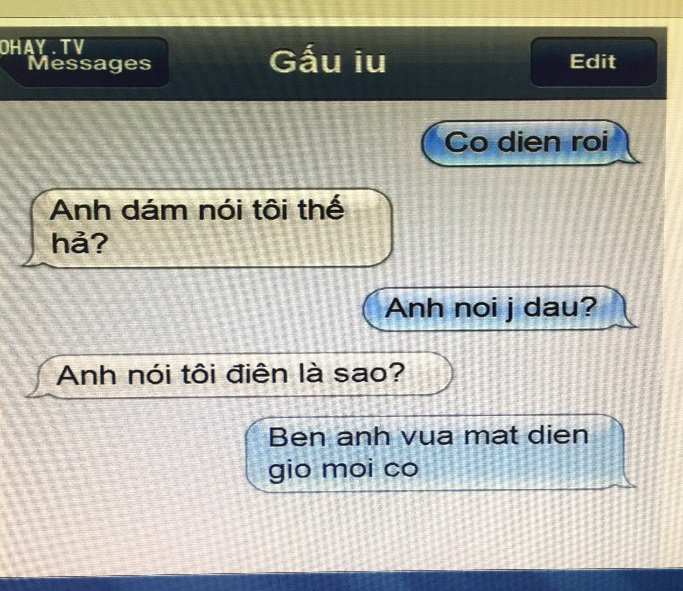 OHAY.TV
Messages
Gấu iu
Edit
Co dien roi
Anh dám nói tôi thế
hả?
Anh noi j dau?
Anh nói tôi điên là sao?
Ben anh vua mat dien
gio moi co